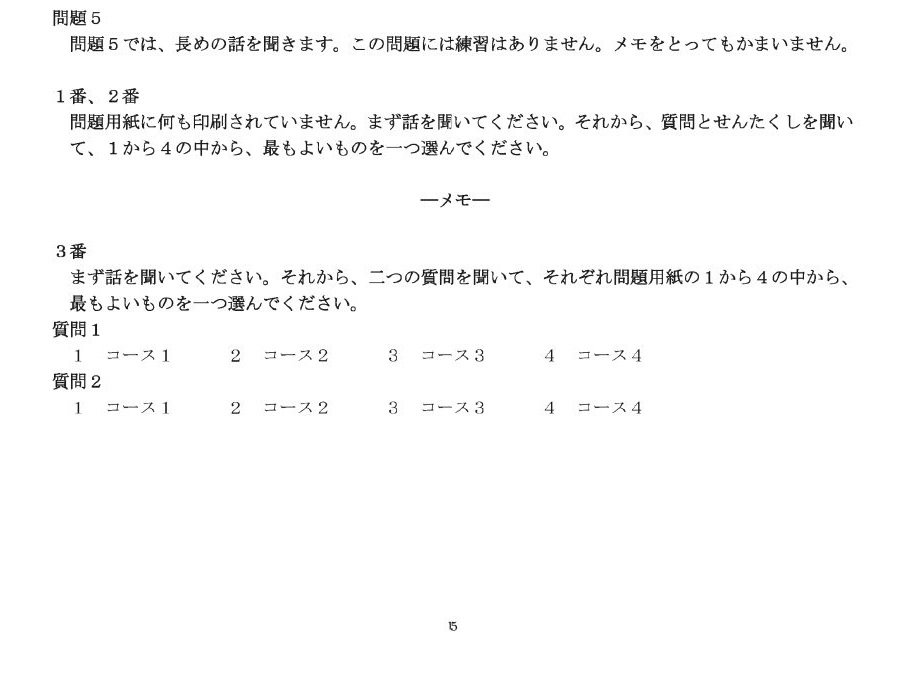 問題５
問題５では、長めの話を聞きます。この問題には練習はありません。メモをとってもかまいません。
１番、２番
問題用紙に何も印刷されていません。まず話を聞いてください。それから、質問とせんたくしを聞い
て、１から４の中から、最もよいものを一つ選んでください。
―メモ―
３番
まず話を聞いてください。それから、二つの質問を聞いて、それぞれ問題用紙の１から４の中から、
最もよいものを一つ選んでください。
質問１
1　コース１　2　コース２　3　コース３　4　コース４
質問２
1　コース１　2　コース２　3　コース３　4　コース４
15